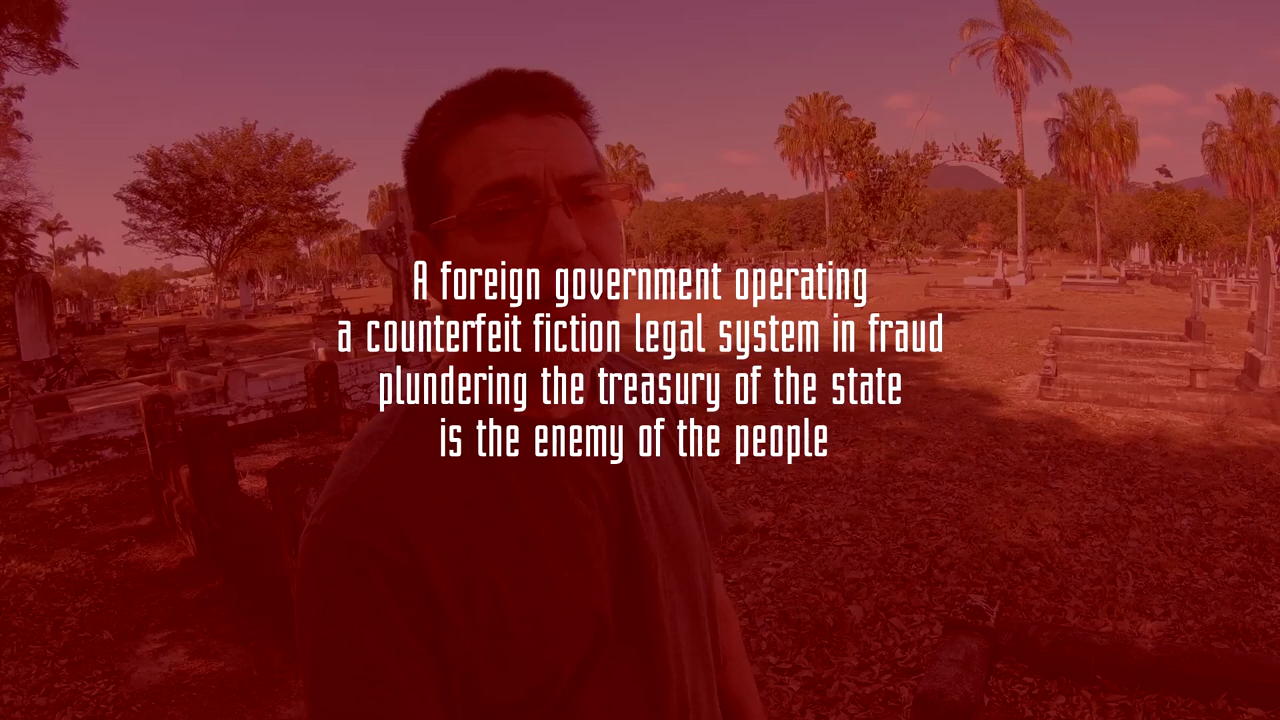 A foreign government operating
a counterfeit fiction legal system in fraud
plundering the treasury of the state
is the enemy of the people